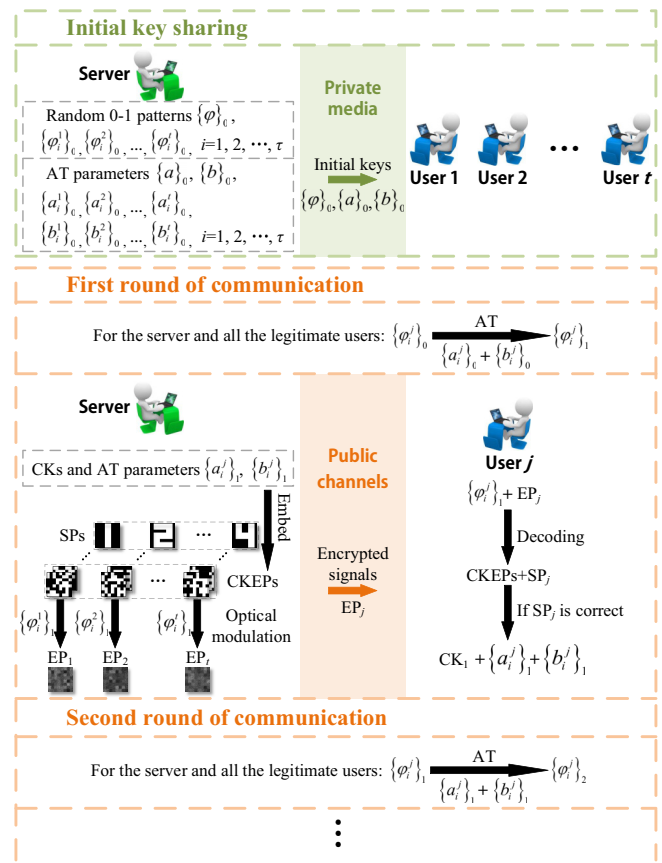 Initial key sharing
Server
Random 0-1 patterns {φ}₀,
{φᵢ¹}₀, {φᵢ²}₀, ..., {φᵢᵗ}₀, i=1, 2, ⋯, τ
AT parameters {a}₀, {b}₀,
{aᵢ¹}₀, {aᵢ²}₀, ..., {aᵢᵗ}₀,
{bᵢ¹}₀, {bᵢ²}₀, ..., {bᵢᵗ}₀, i=1, 2, ⋯, τ
Private
media
Initial keys
{φ}₀,{a}₀,{b}₀
User 1 User 2 ••• User t
First round of communication
For the server and all the legitimate users: {φᵢʲ}₀ AT {φᵢʲ}₁
{aᵢʲ}₀ + {bᵢʲ}₀
Server
CKs and AT parameters {aᵢʲ}₁, {bᵢʲ}₁
Embed
SPs ···
CKEPs
···
{φᵢ¹}₁ {φᵢ²}₁ {φᵢᵗ}₁ Optical
modulation
EP₁ EP₂ EPₜ
Public
channels
Encrypted
signals
EPⱼ
User j
{φᵢʲ}₁ + EPⱼ
Decoding
CKEPs+SPⱼ
If SPⱼ is correct
CK₁ + {aᵢʲ}₁ + {bᵢʲ}₁
Second round of communication
For the server and all the legitimate users: {φᵢʲ}₁ AT {φᵢʲ}₂
{aᵢʲ}₁ + {bᵢʲ}₁
⋮